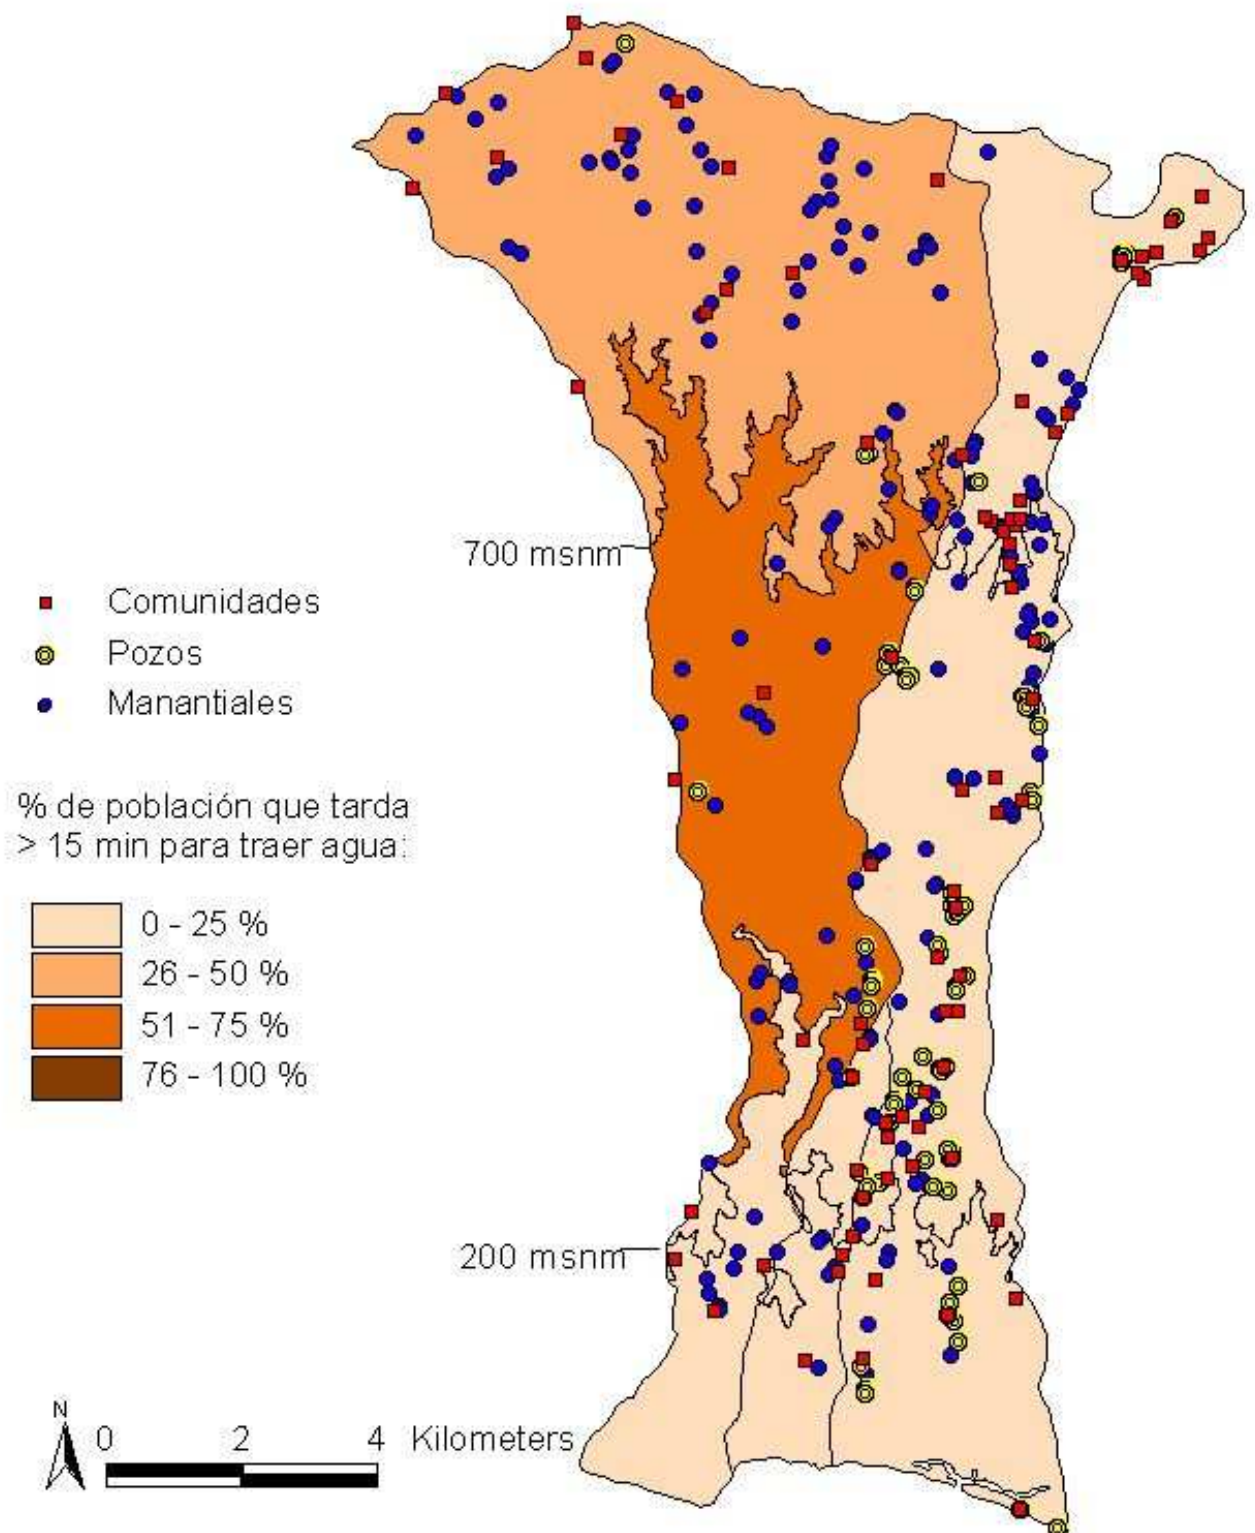 700 msnm
Comunidades
Pozos
Manantiales
% de población que tarda
> 15 min para traer agua:
0 - 25 %
26 - 50 %
51 - 75 %
76 - 100 %
200 msnm
N
0 2 4 Kilometers